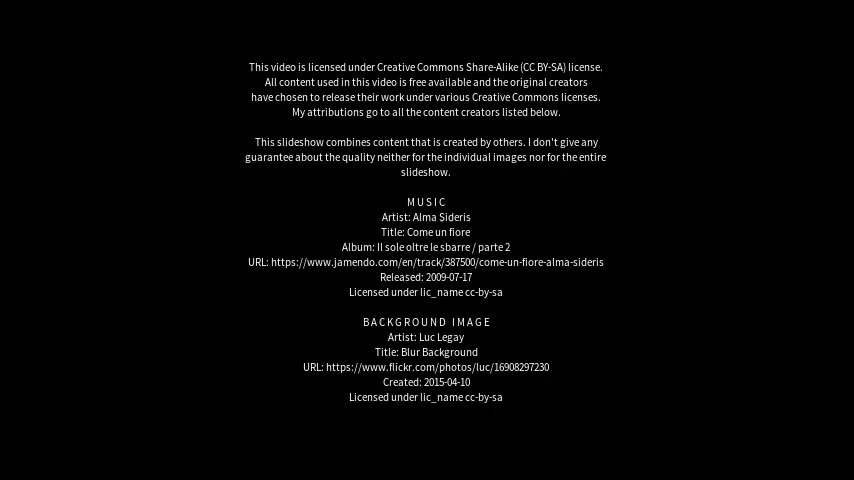 This video is licensed under Creative Commons Share-Alike (CC BY-SA) license.
All content used in this video is free available and the original creators
have chosen to release their work under various Creative Commons licenses.
My attributions go to all the content creators listed below.
This slideshow combines content that is created by others. I don't give any
guarantee about the quality neither for the individual images nor for the entire
slideshow.
MUSIC
Artist: Alma Sideris
Title: Come un fiore
Album: Il sole oltre le sbarre / parte 2
URL: https://www.jamendo.com/en/track/387500/come-un-fiore-alma-sideris
Released: 2009-07-17
Licensed under lic_name cc-by-sa
BACKGROUND IMAGE
Artist: Luc Legay
Title: Blur Background
URL: https://www.flickr.com/photos/luc/16908297230
Created: 2015-04-10
Licensed under lic_name cc-by-sa